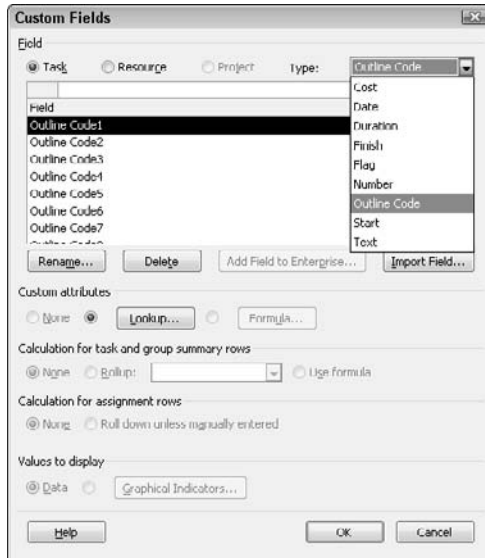 Custom Fields
Field
Task Resource Project Type: Outline Code
Cost
Date
Duration
Finish
Flag
Number
Outline Code
Start
Text
Field
Outline Code1
Outline Code2
Outline Code3
Outline Code4
Outline Code5
Outline Code6
Outline Code7
Rename... Delete Add Field to Enterprise... Import Field...
Custom attributes
None Lookup... Formula...
Calculation for task and group summary rows
None Rollup: Use formula
Calculation for assignment rows
None Roll down unless manually entered
Values to display
Data Graphical Indicators...
Help OK Cancel